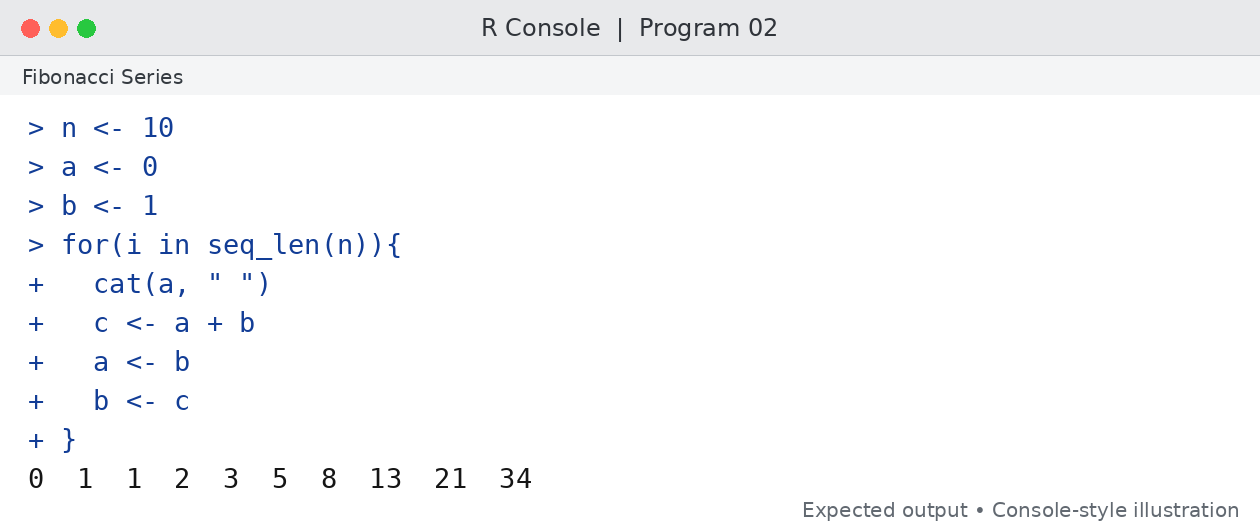 R Console  |  Program 02
Fibonacci Series
> n <- 10
> a <- 0
> b <- 1
> for(i in seq_len(n)){
+   cat(a, " ")
+   c <- a + b
+   a <- b
+   b <- c
+ }
0  1  1  2  3  5  8  13  21  34
Expected output • Console-style illustration